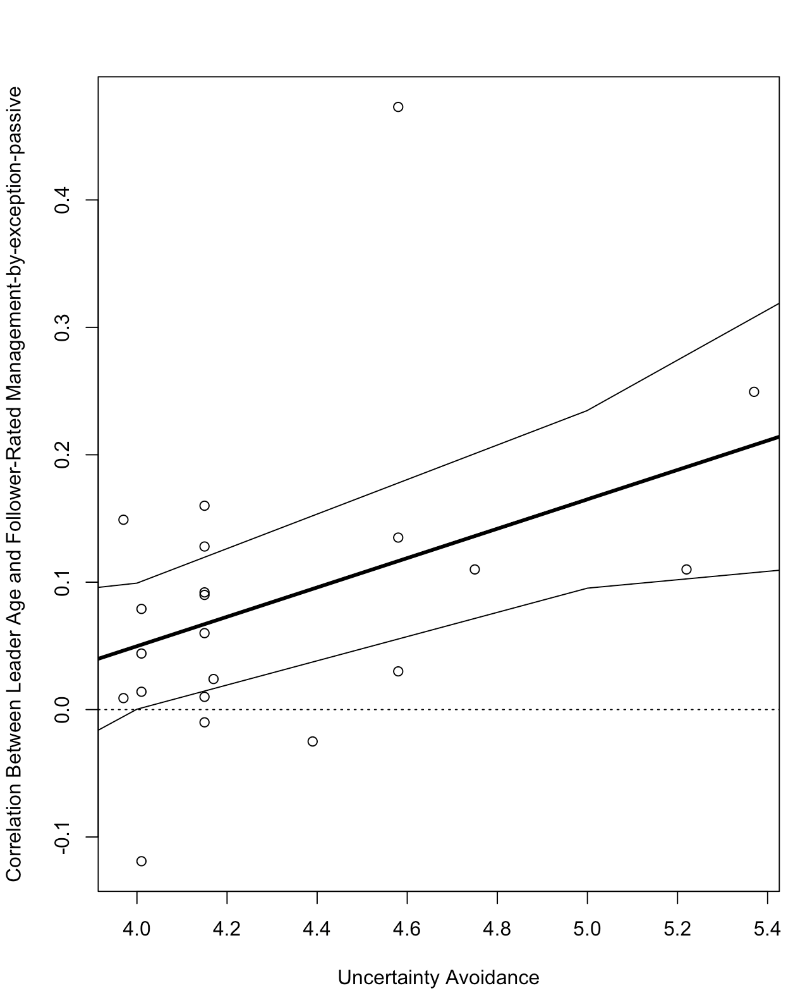 Correlation Between Leader Age and Follower-Rated Management-by-exception-passive
0.4
0.3
0.2
0.1
0.0
-0.1
4.0 4.2 4.4 4.6 4.8 5.0 5.2 5.4
Uncertainty Avoidance